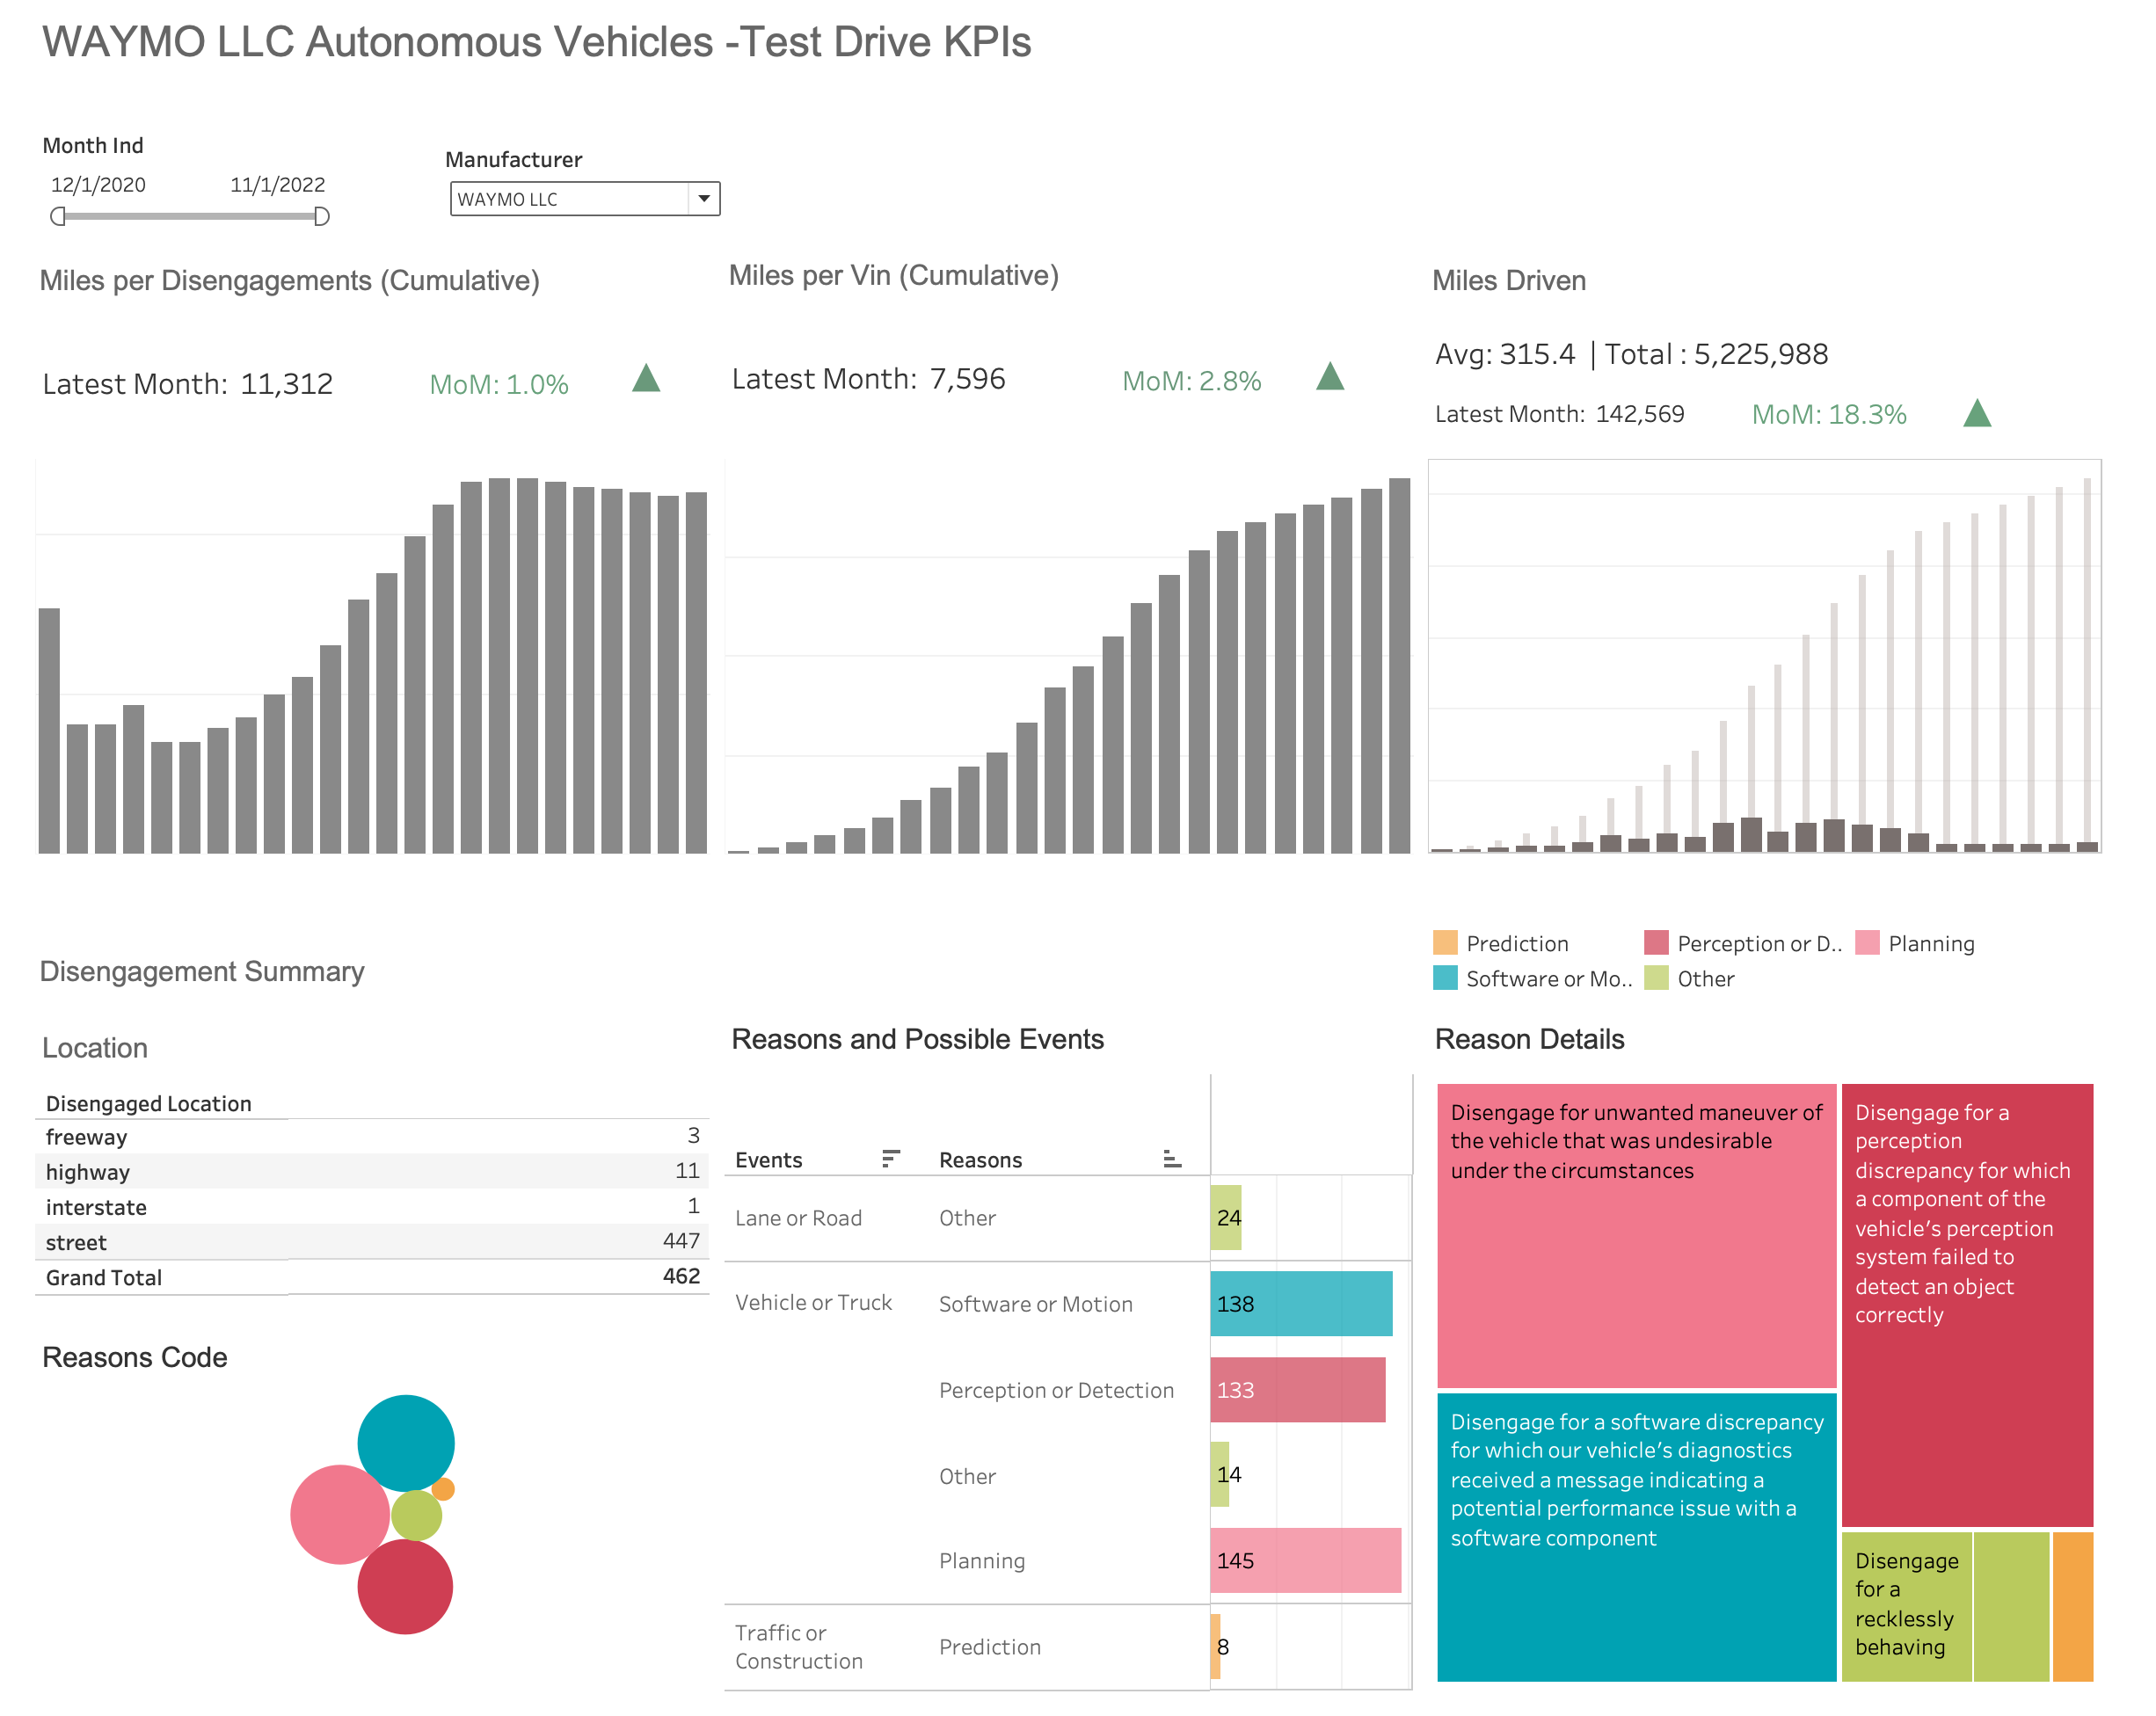 WAYMO LLC Autonomous Vehicles -Test Drive KPIs
Month Ind
12/1/2020 11/1/2022
Manufacturer
WAYMO LLC
Miles per Disengagements (Cumulative)
Latest Month: 11,312 MoM: 1.0%
Miles per Vin (Cumulative)
Latest Month: 7,596 MoM: 2.8%
Miles Driven
Avg: 315.4 | Total : 5,225,988
Latest Month: 142,569 MoM: 18.3%
Disengagement Summary
Location
Disengaged Location
freeway 3
highway 11
interstate 1
street 447
Grand Total 462
Reasons Code
Reasons and Possible Events
Events Reasons
Lane or Road Other 24
Vehicle or Truck Software or Motion 138
Perception or Detection 133
Other 14
Planning 145
Traffic or
Construction
Prediction 8
Prediction Perception or D.. Planning
Software or Mo.. Other
Reason Details
Disengage for unwanted maneuver of
the vehicle that was undesirable
under the circumstances
Disengage for a software discrepancy
for which our vehicle's diagnostics
received a message indicating a
potential performance issue with a
software component
Disengage for a
perception
discrepancy for which
a component of the
vehicle's perception
system failed to
detect an object
correctly
Disengage
for a
recklessly
behaving